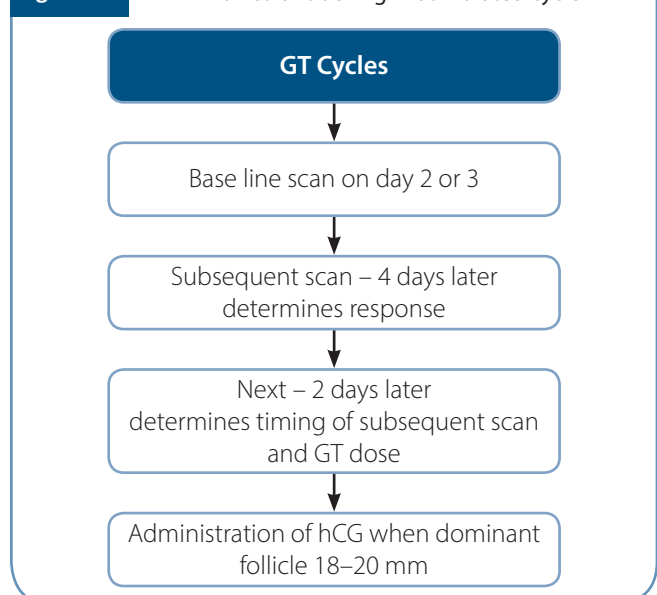 GT Cycles
Base line scan on day 2 or 3
Subsequent scan – 4 days later
determines response
Next – 2 days later
determines timing of subsequent scan
and GT dose
Administration of hCG when dominant
follicle 18–20 mm